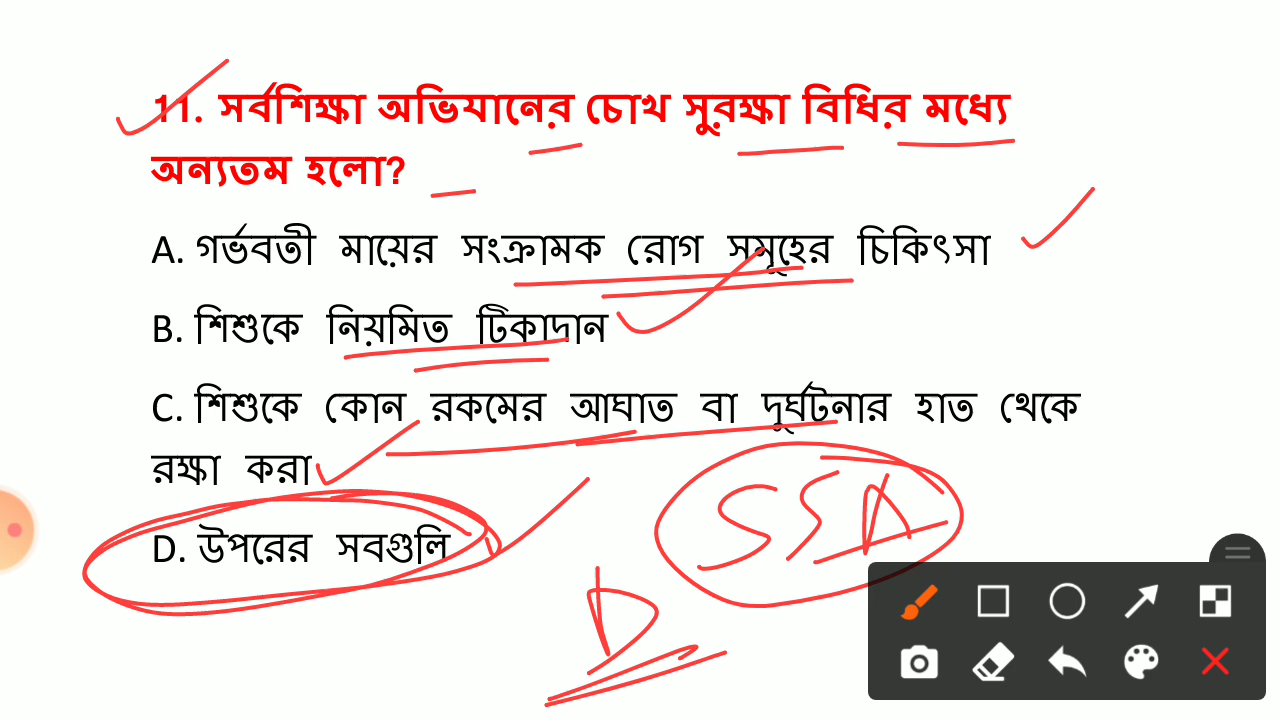 11. সর্বশিক্ষা অভিযানের চোখ সুরক্ষা বিধির মধ্যে
অন্যতম হলো?
A. গর্ভবতী মায়ের সংক্রামক রোগ সমূহের চিকিৎসা
B. শিশুকে নিয়মিত টিকাদান
C. শিশুকে কোন রকমের আঘাত বা দুর্ঘটনার হাত থেকে
রক্ষা করা
D. উপরের সবগুলি
SSA
D